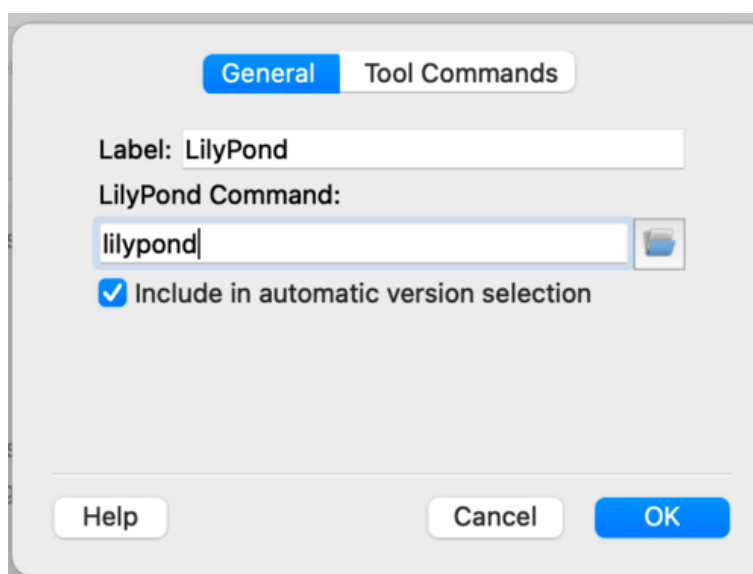 General Tool Commands
Label: LilyPond
LilyPond Command:
lilypond
Include in automatic version selection
Help Cancel OK